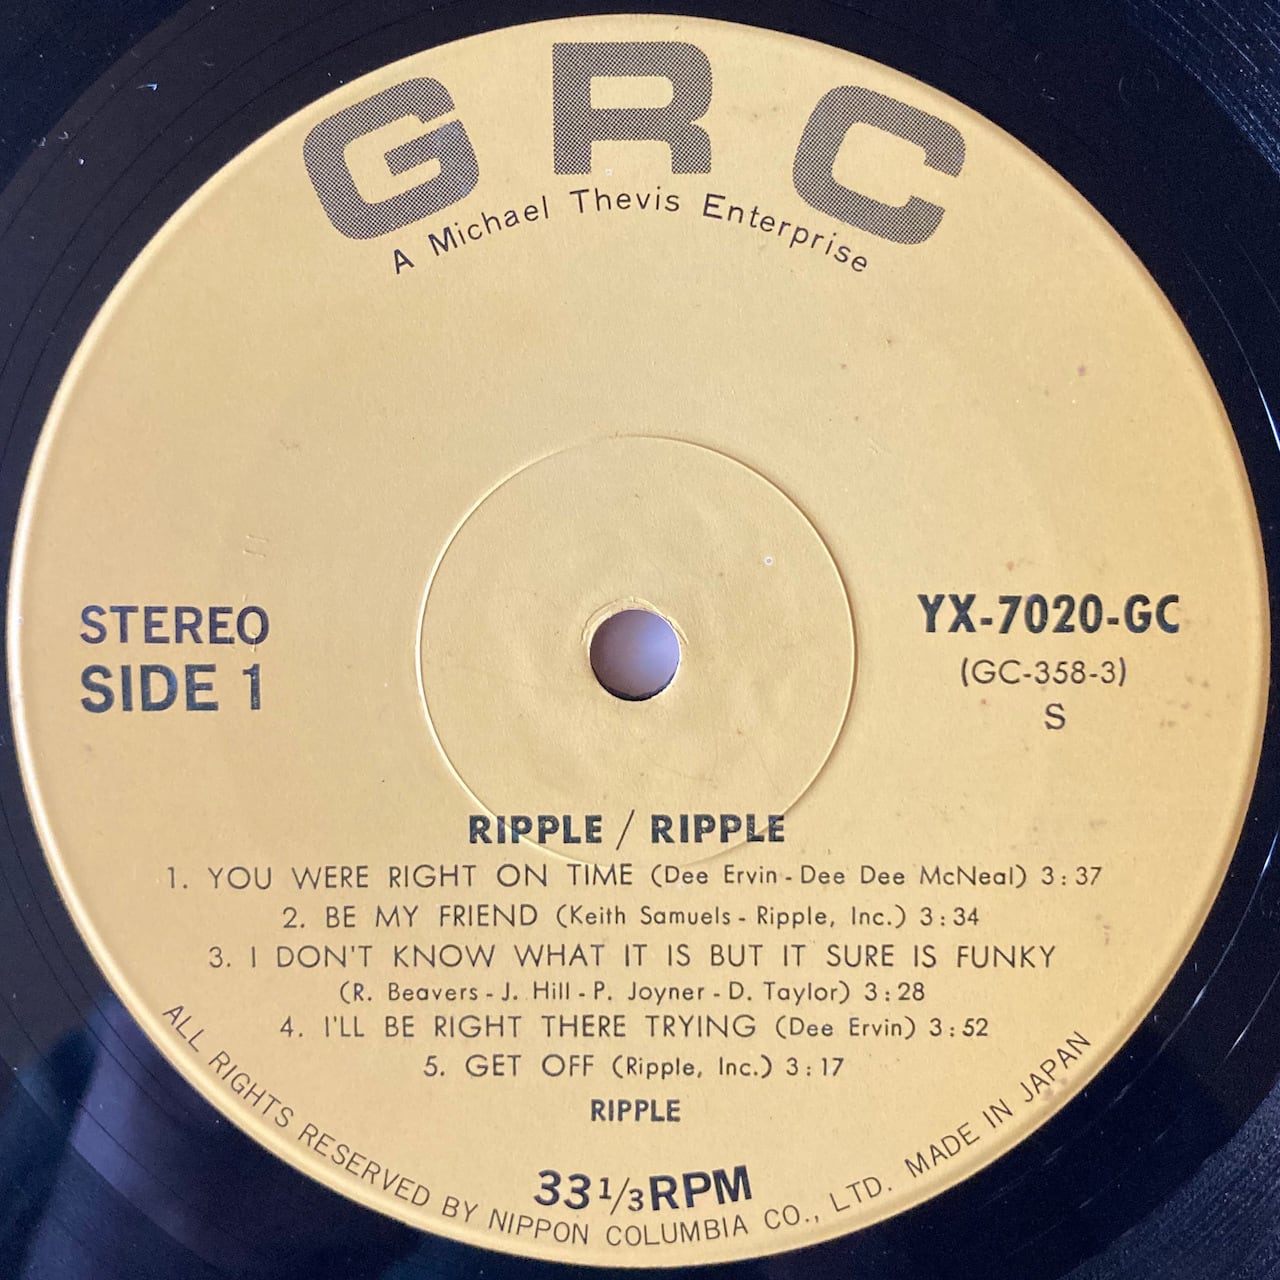 GRC
A Michael Thevis Enterprise
STEREO
SIDE 1
YX-7020-GC
(GC-358-3)
S
RIPPLE / RIPPLE
1. YOU WERE RIGHT ON TIME (Dee Ervin - Dee Dee McNeal) 3:37
2. BE MY FRIEND (Keith Samuels - Ripple, Inc.) 3:34
3. I DON'T KNOW WHAT IT IS BUT IT SURE IS FUNKY
(R. Beavers - J. Hill - P. Joyner - D. Taylor) 3:28
4. I'LL BE RIGHT THERE TRYING (Dee Ervin) 3:52
5. GET OFF (Ripple, Inc.) 3:17
RIPPLE
33 1/3 RPM
ALL RIGHTS RESERVED BY NIPPON COLUMBIA CO., LTD. MADE IN JAPAN